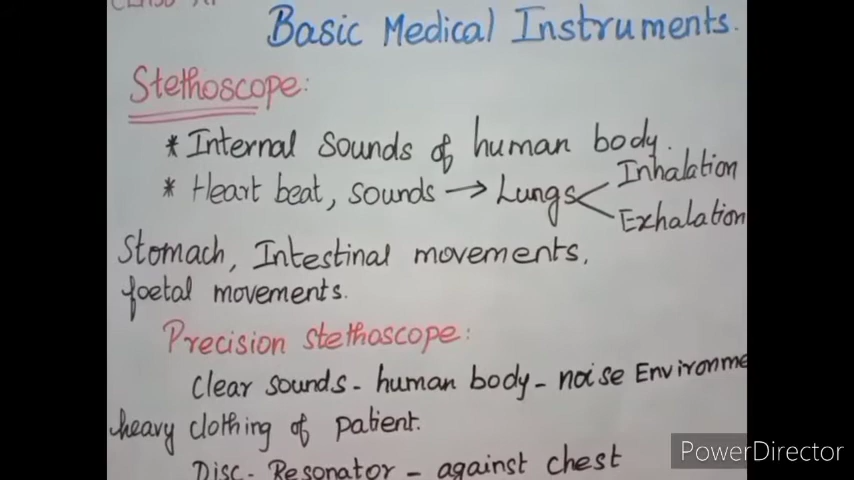 Basic Medical Instruments.
Stethoscope:
* Internal sounds of human body.
* Heart beat, sounds → Lungs < Inhalation
Exhalation
Stomach, Intestinal movements,
foetal movements.
Precision stethoscope:
Clear sounds - human body - noise Environme
heavy clothing of patient.
Disc - Resonator - against chest
PowerDirector